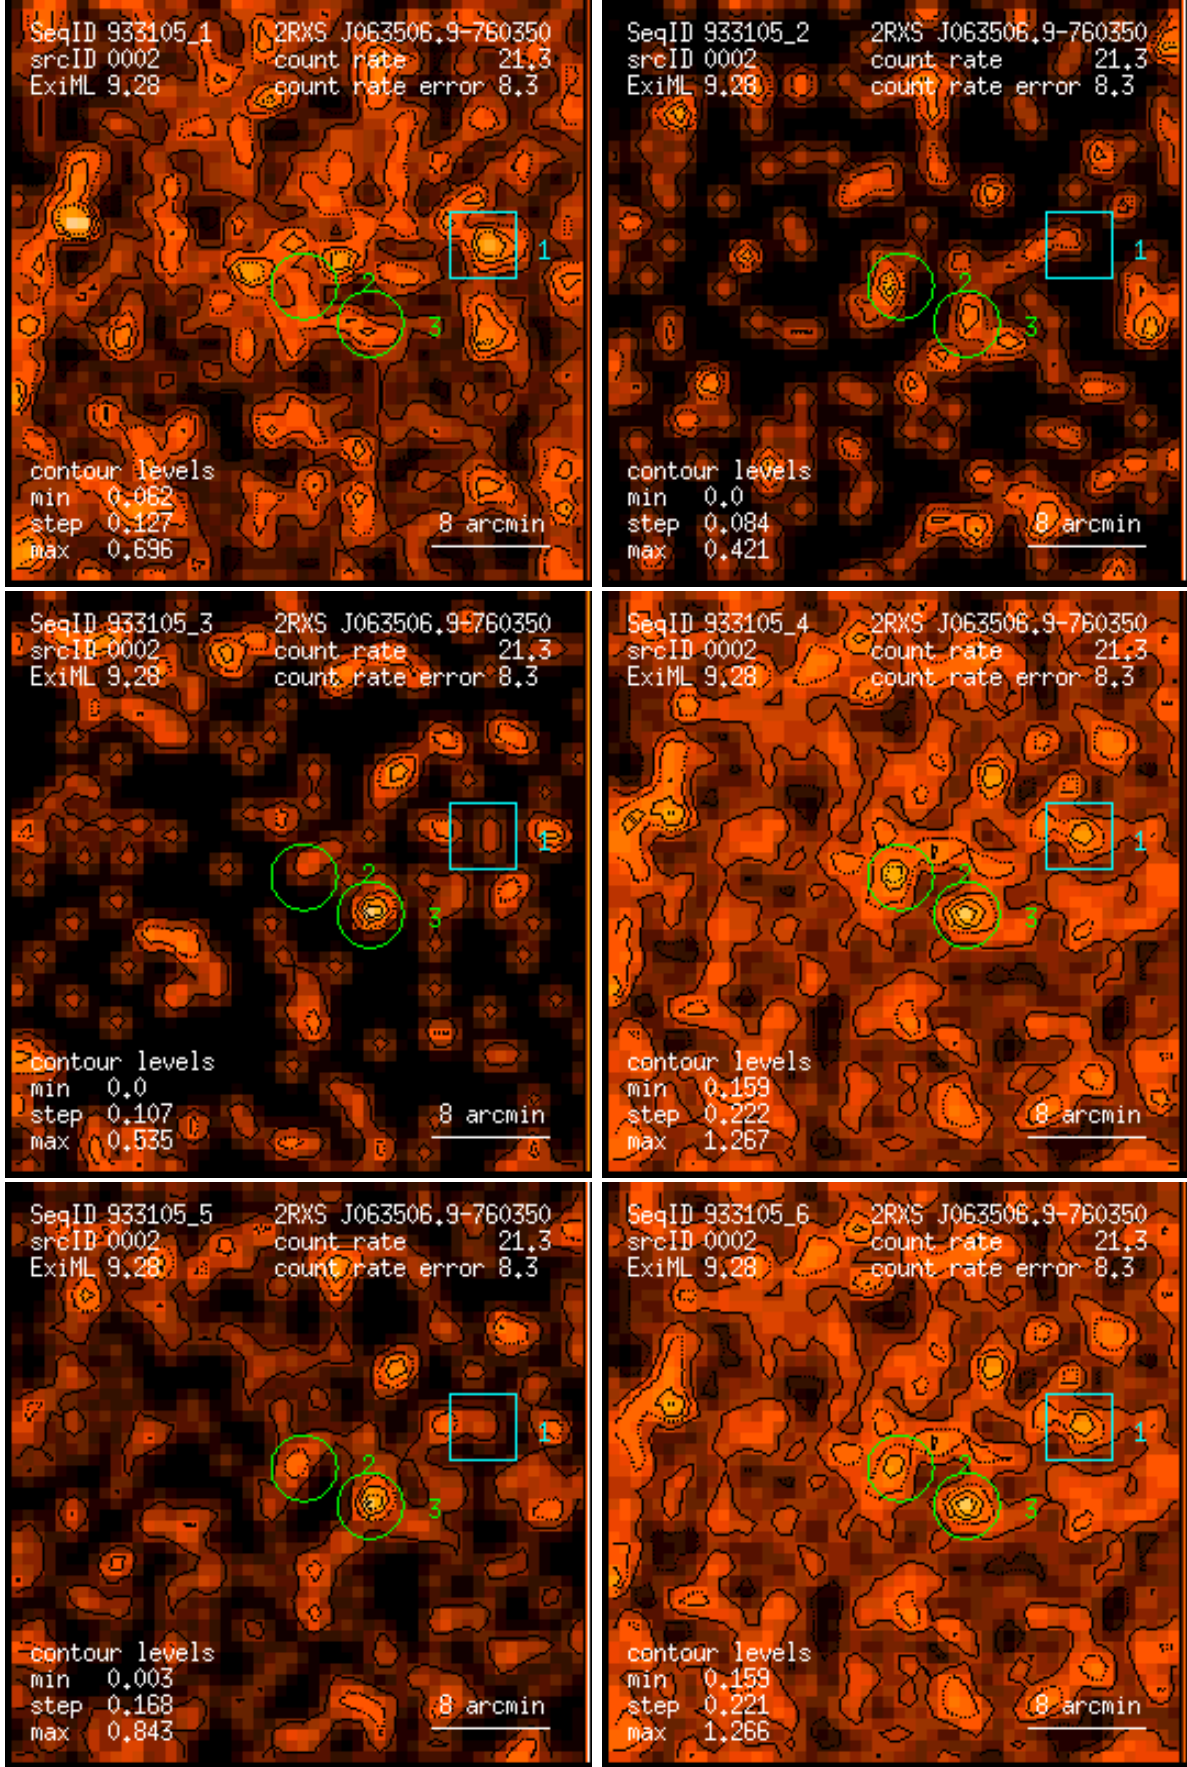 SeqID 933105_1 2RXS J063506.9-760350
srcID 0002 count rate 21.3
ExiML 9.28 count rate error 8.3
1
2
3
contour levels
min 0.062
step 0.127
max 0.696
8 arcmin
SeqID 933105_2 2RXS J063506.9-760350
srcID 0002 count rate 21.3
ExiML 9.28 count rate error 8.3
1
2
3
contour levels
min 0.0
step 0.084
max 0.421
8 arcmin
SeqID 933105_3 2RXS J063506.9-760350
srcID 0002 count rate 21.3
ExiML 9.28 count rate error 8.3
1
2
3
contour levels
min 0.0
step 0.107
max 0.535
8 arcmin
SeqID 933105_4 2RXS J063506.9-760350
srcID 0002 count rate 21.3
ExiML 9.28 count rate error 8.3
1
2
3
contour levels
min 0.159
step 0.222
max 1.267
8 arcmin
SeqID 933105_5 2RXS J063506.9-760350
srcID 0002 count rate 21.3
ExiML 9.28 count rate error 8.3
1
2
3
contour levels
min 0.003
step 0.168
max 0.843
8 arcmin
SeqID 933105_6 2RXS J063506.9-760350
srcID 0002 count rate 21.3
ExiML 9.28 count rate error 8.3
1
2
3
contour levels
min 0.159
step 0.221
max 1.266
8 arcmin